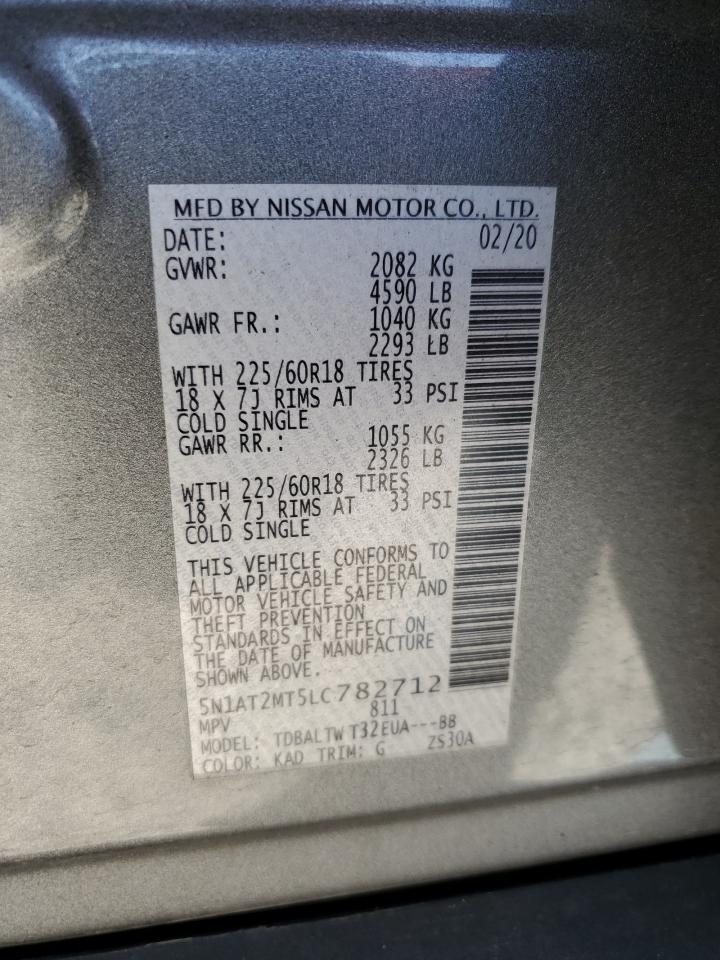 MFD BY NISSAN MOTOR CO., LTD.
DATE: 02/20
GVWR: 2082 KG
4590 LB
GAWR FR.: 1040 KG
2293 LB
WITH 225/60R18 TIRES
18 X 7J RIMS AT 33 PSI
COLD SINGLE
GAWR RR.: 1055 KG
2326 LB
WITH 225/60R18 TIRES
18 X 7J RIMS AT 33 PSI
COLD SINGLE
THIS VEHICLE CONFORMS TO
ALL APPLICABLE FEDERAL
MOTOR VEHICLE SAFETY AND
THEFT PREVENTION
STANDARDS IN EFFECT ON
THE DATE OF MANUFACTURE
SHOWN ABOVE.
5N1AT2MT5LC782712
MPV 811
MODEL: TDBALTW T32EUA---BB
COLOR: KAD TRIM: G ZS30A